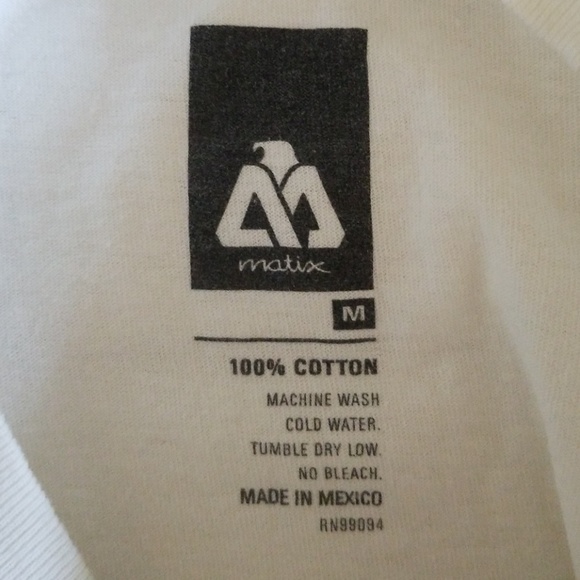 matix
M
100% COTTON
MACHINE WASH
COLD WATER.
TUMBLE DRY LOW.
NO BLEACH.
MADE IN MEXICO
RN99094